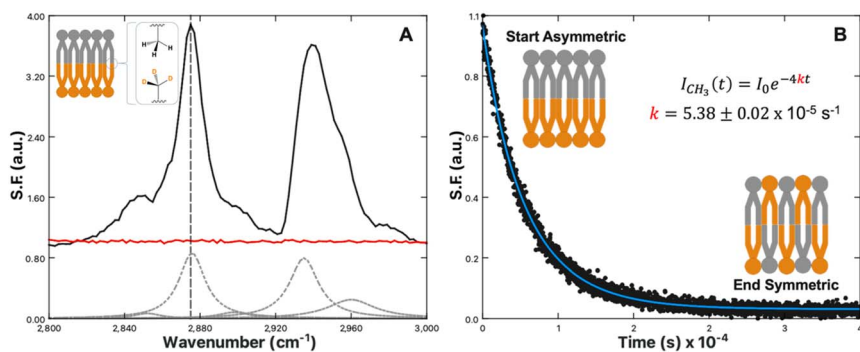 A
4.00
3.20
2.40
1.60
0.80
0.00
S.F. (a.u.)
2,800
2,840
2,880
2,920
2,960
3,000
Wavenumber (cm⁻¹)
H
H
H
D
D
D
B
Start Asymmetric
I_{CH₃}(t) = I₀e^{-4kt}
k = 5.38 ± 0.02 x 10⁻⁵ s⁻¹
End Symmetric
1.1
0.8
0.6
0.4
0.2
0.0
S.F. (a.u.)
0
1
2
3
4
Time (s) x 10⁻⁴